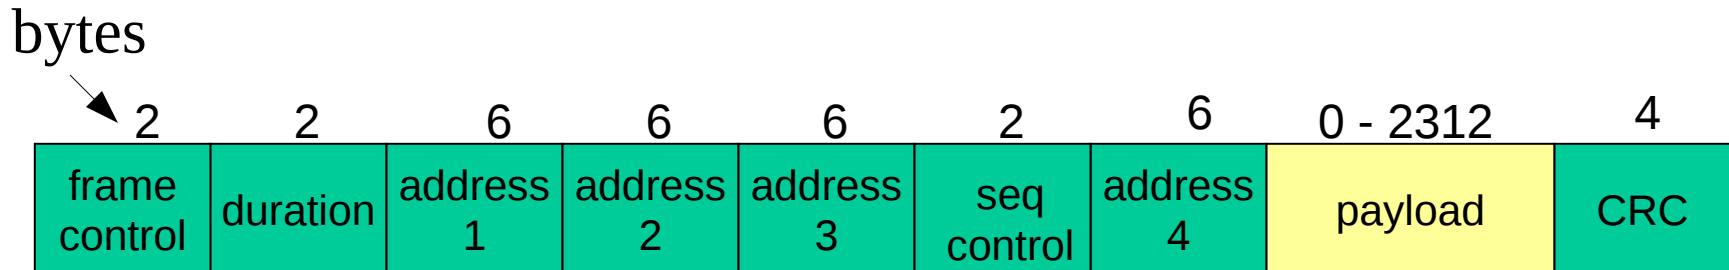 bytes
2 2 6 6 6 2 6 0 - 2312 4
frame control
duration
address 1
address 2
address 3
seq control
address 4
payload
CRC